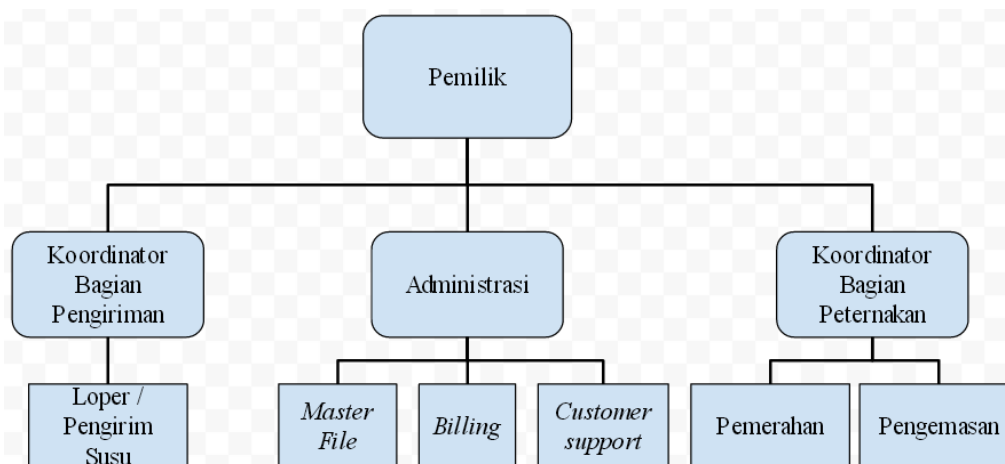 Pemilik
Koordinator
Bagian
Pengiriman
Administrasi
Koordinator
Bagian
Peternakan
Loper /
Pengirim
Susu
Master
File
Billing
Customer
support
Pemerahan
Pengemasan